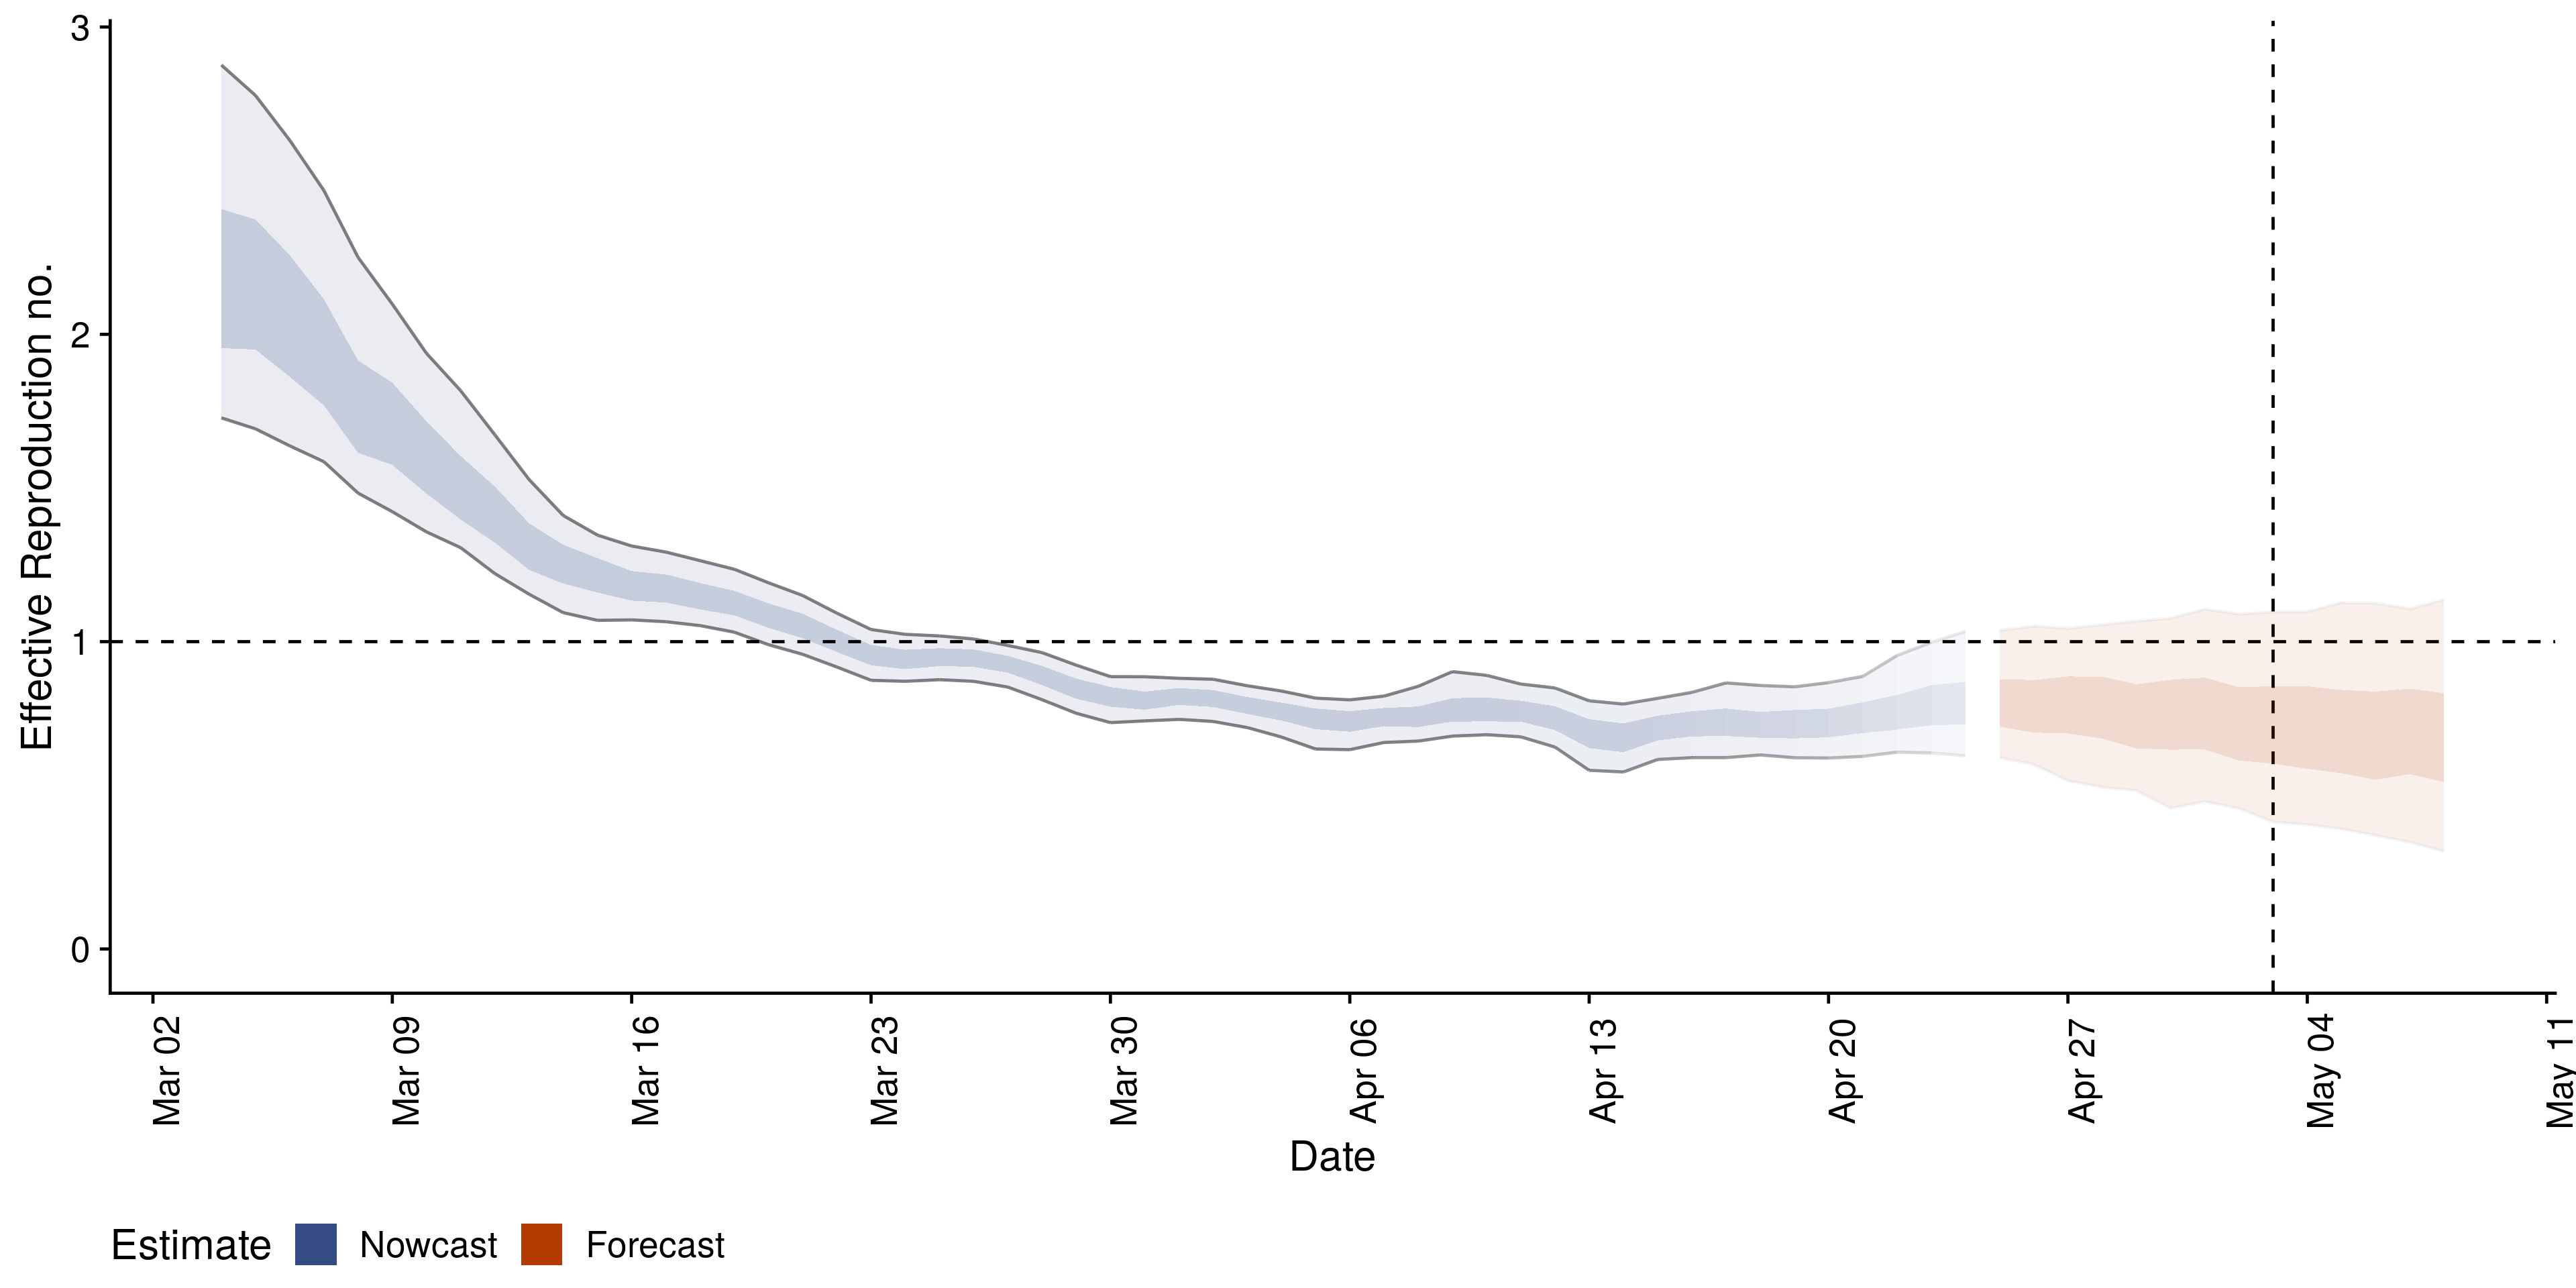 Effective Reproduction no.
3
2
1
0
Mar 02
Mar 09
Mar 16
Mar 23
Mar 30
Apr 06
Apr 13
Apr 20
Apr 27
May 04
May 11
Date
Estimate Nowcast Forecast